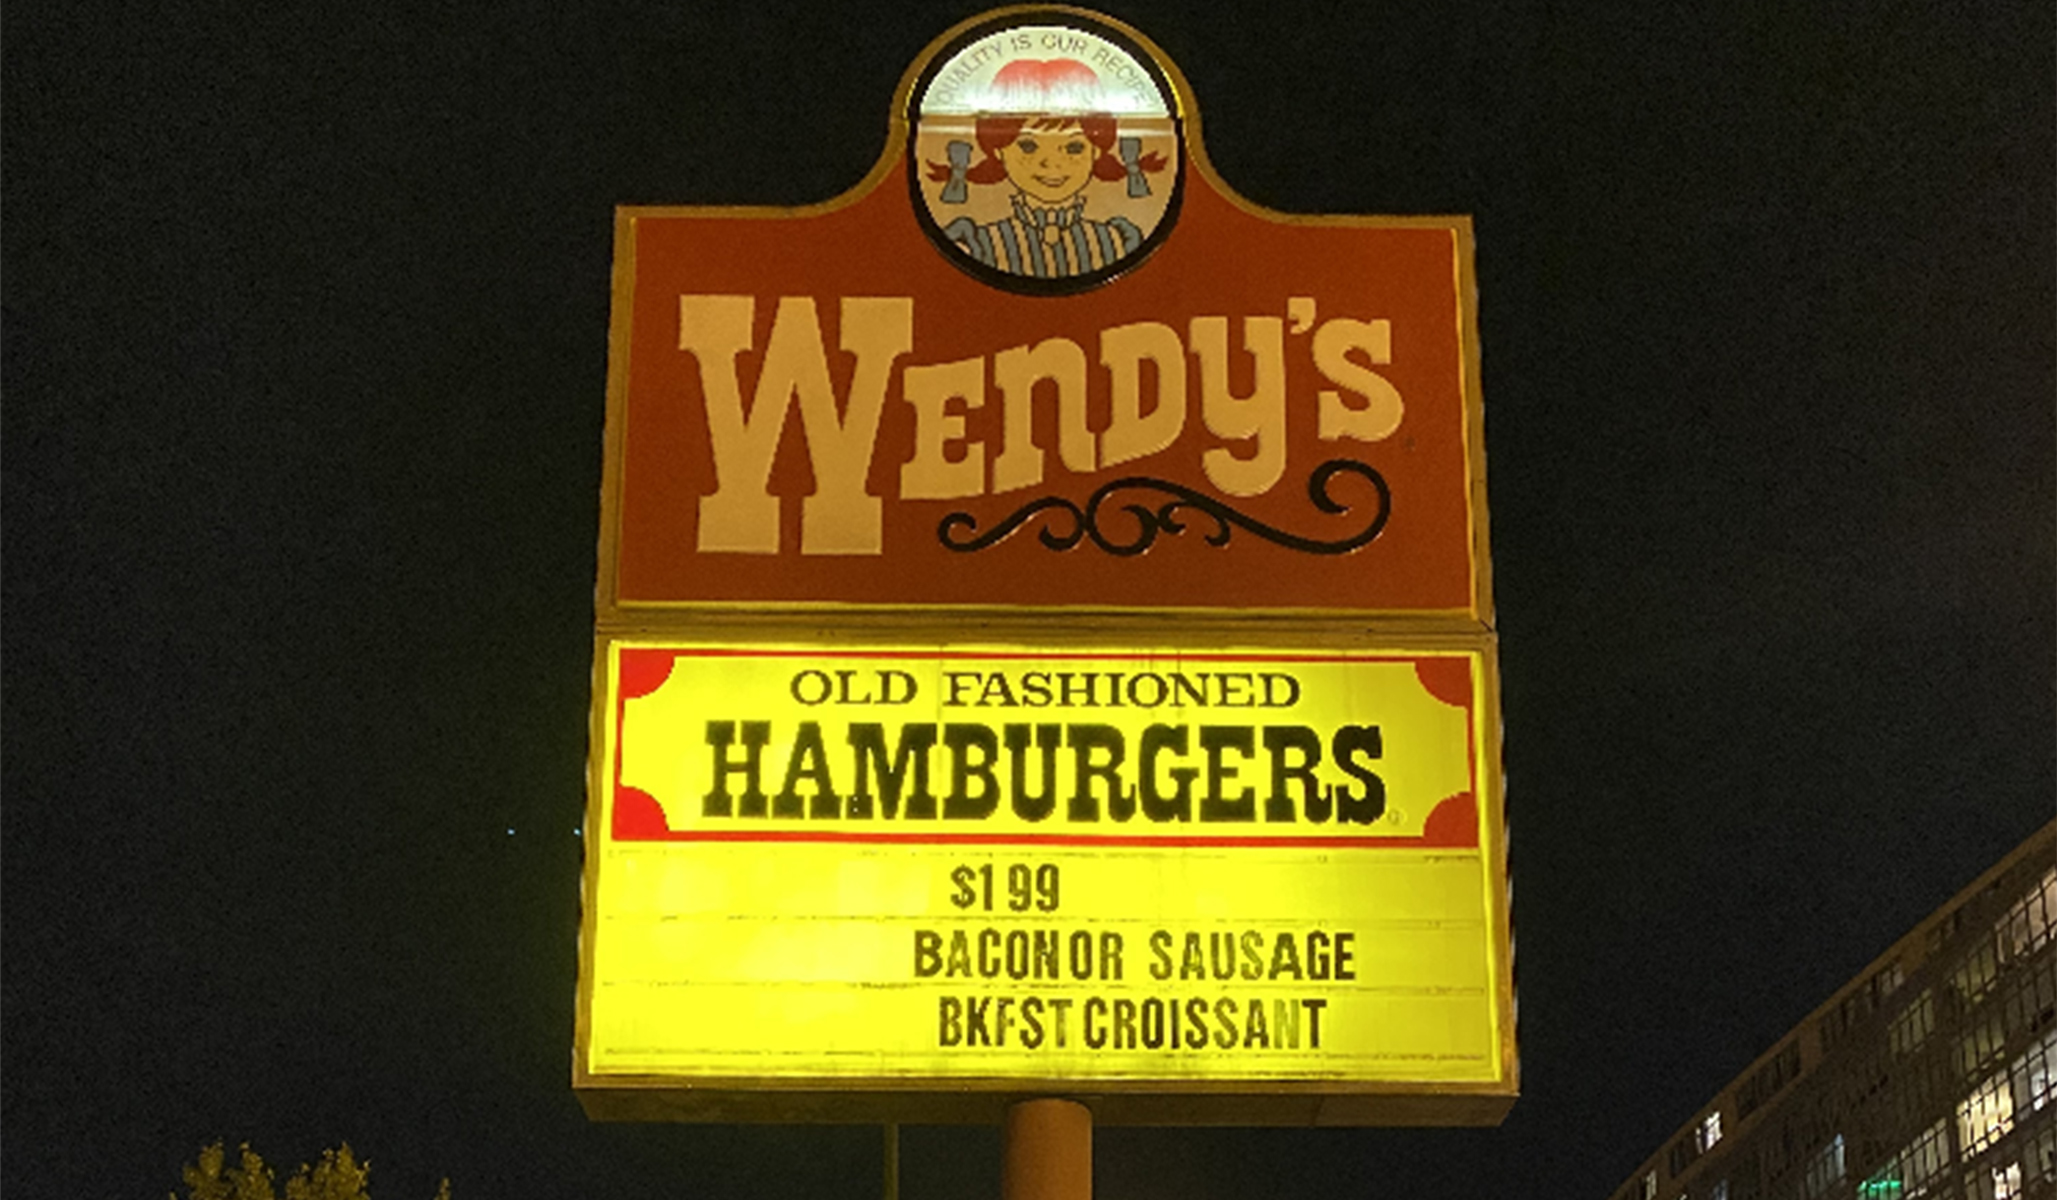 QUALITY IS OUR RECIPE
WENDY'S
OLD FASHIONED
HAMBURGERS
$1 99
BACON OR SAUSAGE
BKFST CROISSANT